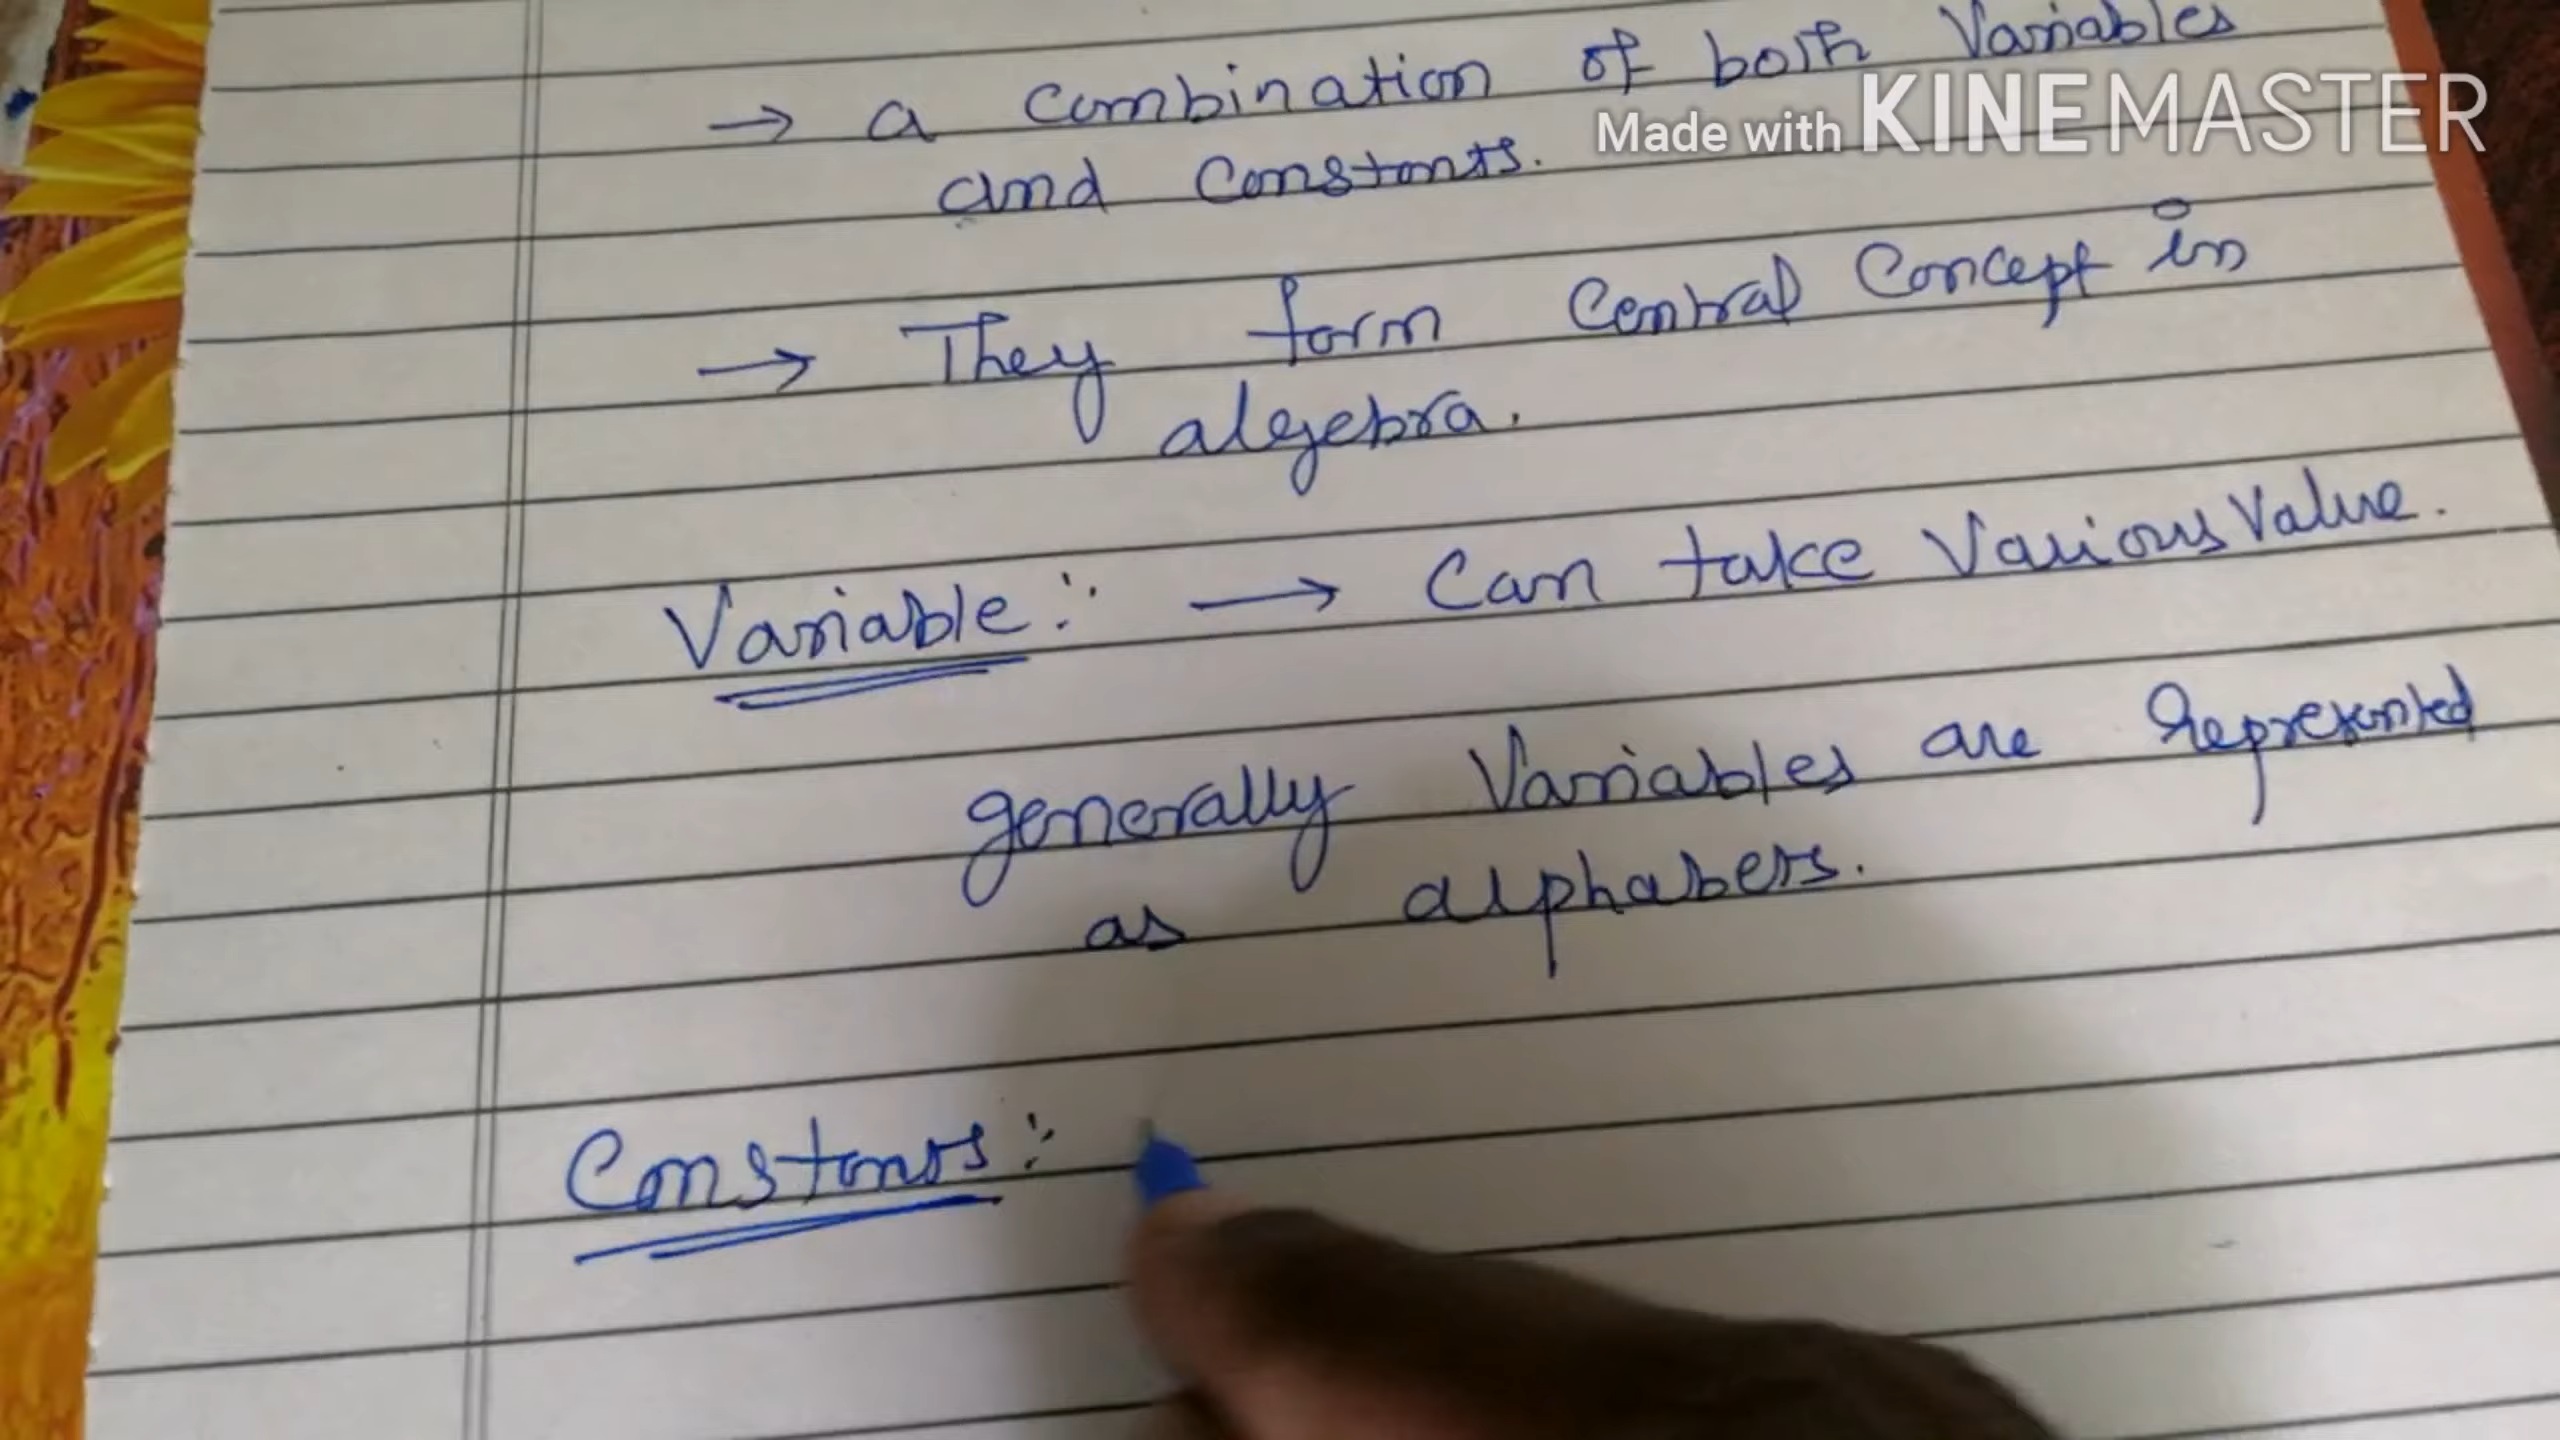 → a combination of both Variables
Made with KINEMASTER
and Constants.
→ They form Central Concept in
algebra.
Variable: → Can take Various Value.
generally Variables are represented
as alphabets.
Constants: